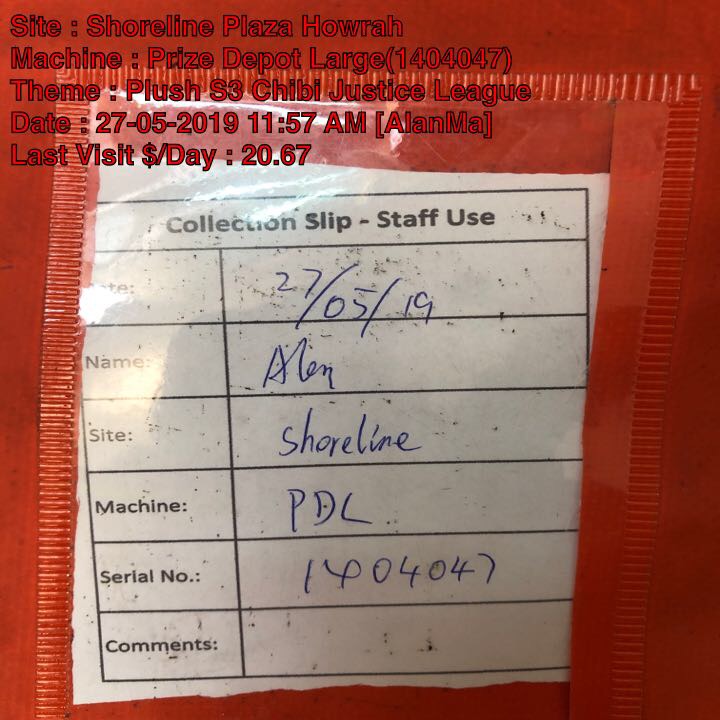 Site : Shoreline Plaza Howrah
Machine : Prize Depot Large(1404047)
Theme : Plush S3 Chibi Justice League
Date : 27-05-2019 11:57 AM [AlanMa]
Last Visit $/Day : 20.67
Collection Slip - Staff Use
Date: 27/05/19
Name: Alan
Site: Shoreline
Machine: PDL
Serial No.: 1404047
Comments: